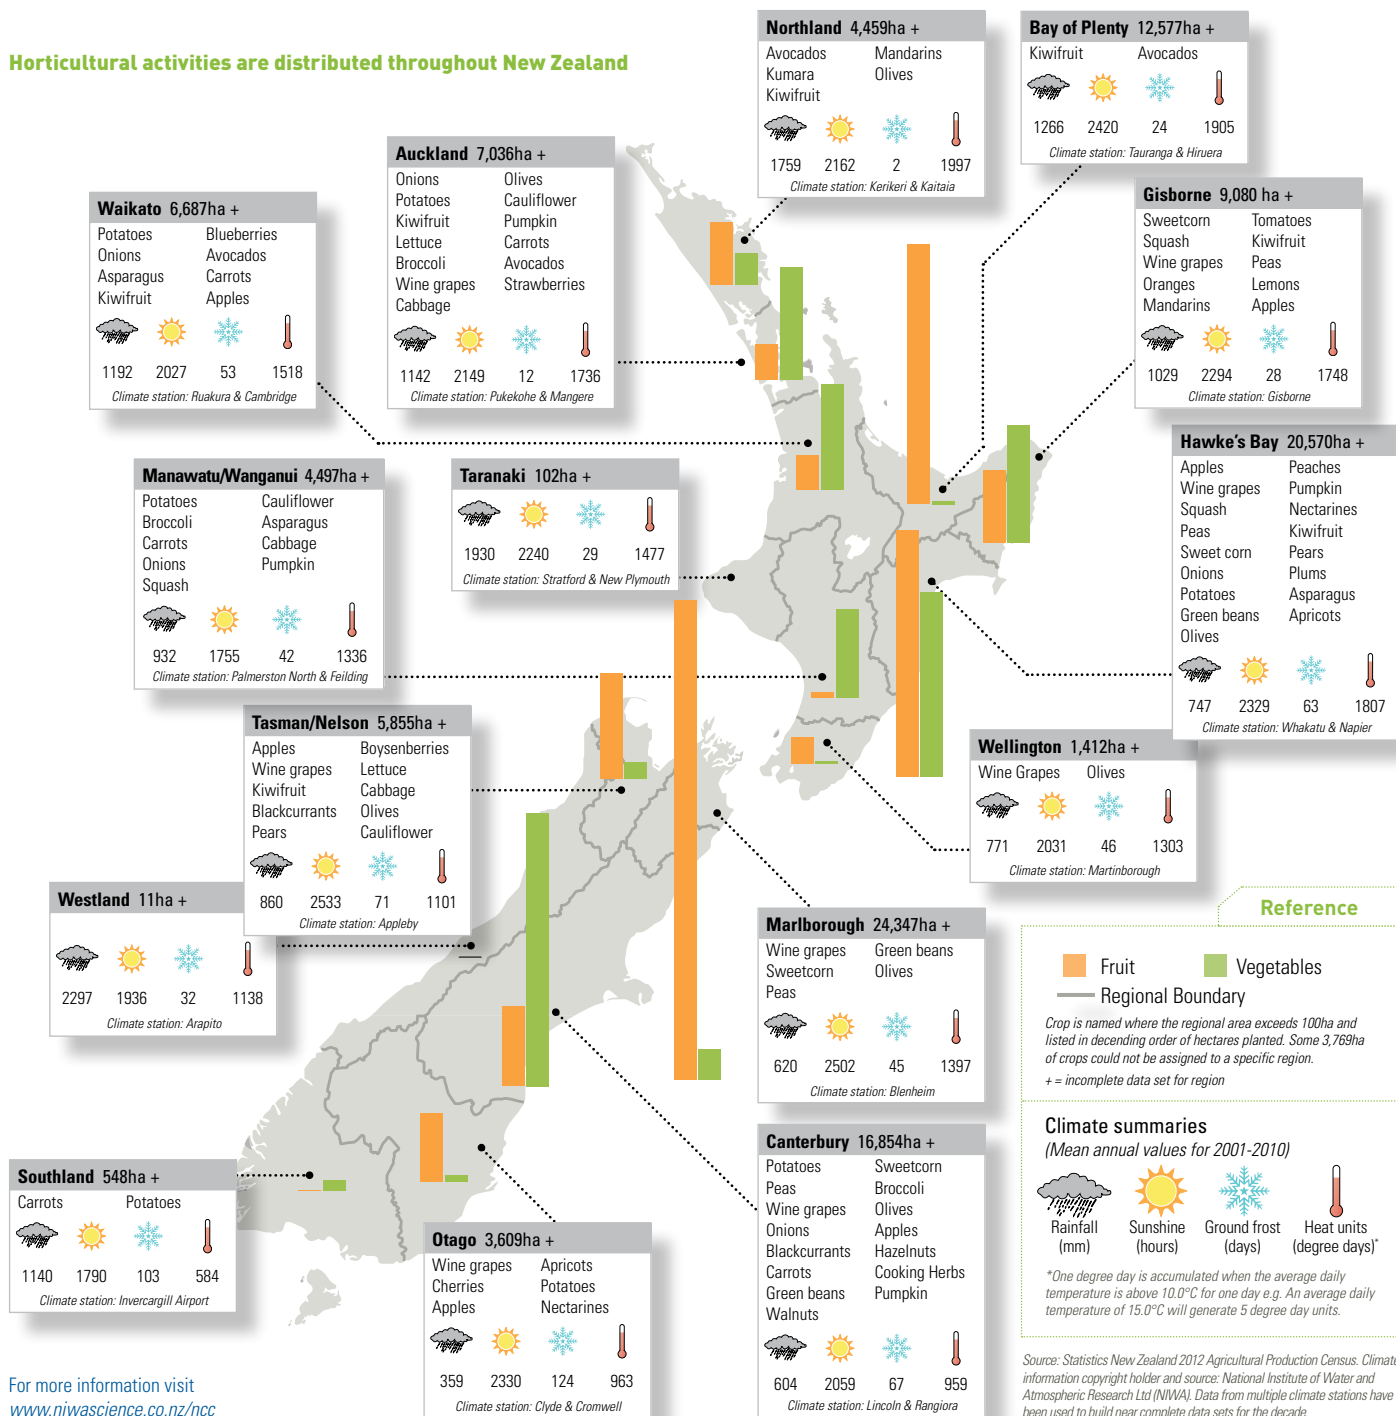 Horticultural activities are distributed throughout New Zealand
Northland 4,459ha +
Avocados Mandarins
Kumara Olives
Kiwifruit
1759 2162 2 1997
Climate station: Kerikeri & Kaitaia
Bay of Plenty 12,577ha +
Kiwifruit Avocados
1266 2420 24 1905
Climate station: Tauranga & Hiruera
Auckland 7,036ha +
Onions Olives
Potatoes Cauliflower
Kiwifruit Pumpkin
Lettuce Carrots
Broccoli Avocados
Wine grapes Strawberries
Cabbage
1142 2149 12 1736
Climate station: Pukekohe & Mangere
Waikato 6,687ha +
Potatoes Blueberries
Onions Avocados
Asparagus Carrots
Kiwifruit Apples
1192 2027 53 1518
Climate station: Ruakura & Cambridge
Gisborne 9,080 ha +
Sweetcorn Tomatoes
Squash Kiwifruit
Wine grapes Peas
Oranges Lemons
Mandarins Apples
1029 2294 28 1748
Climate station: Gisborne
Hawke's Bay 20,570ha +
Apples Peaches
Wine grapes Pumpkin
Squash Nectarines
Peas Kiwifruit
Sweet corn Pears
Onions Plums
Potatoes Asparagus
Green beans Apricots
Olives
747 2329 63 1807
Climate station: Whakatu & Napier
Manawatu/Wanganui 4,497ha +
Potatoes Cauliflower
Broccoli Asparagus
Carrots Cabbage
Onions Pumpkin
Squash
932 1755 42 1336
Climate station: Palmerston North & Feilding
Taranaki 102ha +
1930 2240 29 1477
Climate station: Stratford & New Plymouth
Tasman/Nelson 5,855ha +
Apples Boysenberries
Wine grapes Lettuce
Kiwifruit Cabbage
Blackcurrants Olives
Pears Cauliflower
860 2533 71 1101
Climate station: Appleby
Wellington 1,412ha +
Wine Grapes Olives
771 2031 46 1303
Climate station: Martinborough
Westland 11ha +
2297 1936 32 1138
Climate station: Arapito
Marlborough 24,347ha +
Wine grapes Green beans
Sweetcorn Olives
Peas
620 2502 45 1397
Climate station: Blenheim
Canterbury 16,854ha +
Potatoes Sweetcorn
Peas Broccoli
Wine grapes Olives
Onions Apples
Blackcurrants Hazelnuts
Carrots Cooking Herbs
Green beans Pumpkin
Walnuts
604 2059 67 959
Climate station: Lincoln & Rangiora
Southland 548ha +
Carrots Potatoes
1140 1790 103 584
Climate station: Invercargill Airport
Otago 3,609ha +
Wine grapes Apricots
Cherries Potatoes
Apples Nectarines
359 2330 124 963
Climate station: Clyde & Cromwell
Reference
Fruit Vegetables
Regional Boundary
Crop is named where the regional area exceeds 100ha and
listed in decending order of hectares planted. Some 3,769ha
of crops could not be assigned to a specific region.
+ = incomplete data set for region
Climate summaries
(Mean annual values for 2001-2010)
Rainfall Sunshine Ground frost Heat units
(mm) (hours) (days) (degree days)*
*One degree day is accumulated when the average daily
temperature is above 10.0°C for one day e.g. An average daily
temperature of 15.0°C will generate 5 degree day units.
Source: Statistics New Zealand 2012 Agricultural Production Census. Climate
information copyright holder and source: National Institute of Water and
Atmospheric Research Ltd (NIWA). Data from multiple climate stations have
been used to build near complete data sets for the decade
For more information visit
www.niwascience.co.nz/ncc